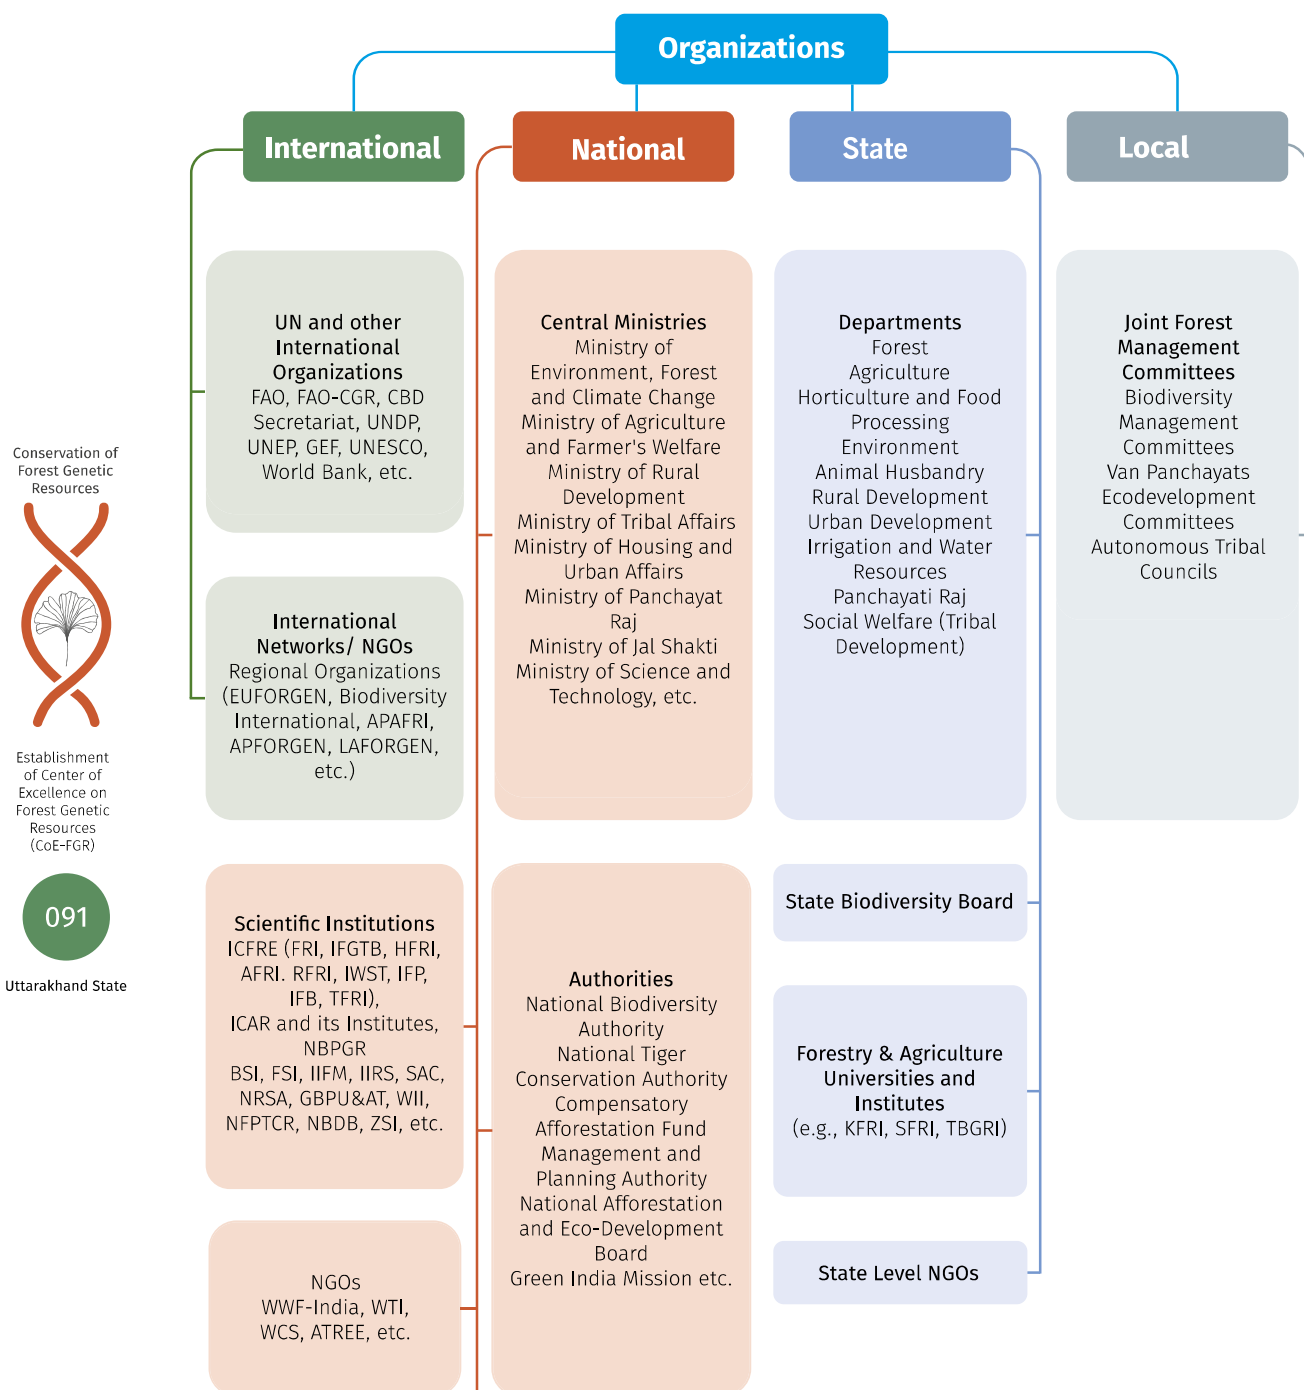 Organizations
International
National
State
Local
UN and other
International
Organizations
FAO, FAO-CGR, CBD
Secretariat, UNDP,
UNEP, GEF, UNESCO,
World Bank, etc.
International
Networks/ NGOs
Regional Organizations
(EUFORGEN, Biodiversity
International, APAFRI,
APFORGEN, LAFORGEN,
etc.)
Central Ministries
Ministry of
Environment, Forest
and Climate Change
Ministry of Agriculture
and Farmer's Welfare
Ministry of Rural
Development
Ministry of Tribal Affairs
Ministry of Housing and
Urban Affairs
Ministry of Panchayat
Raj
Ministry of Jal Shakti
Ministry of Science and
Technology, etc.
Departments
Forest
Agriculture
Horticulture and Food
Processing
Environment
Animal Husbandry
Rural Development
Urban Development
Irrigation and Water
Resources
Panchayati Raj
Social Welfare (Tribal
Development)
Joint Forest
Management
Committees
Biodiversity
Management
Committees
Van Panchayats
Ecodevelopment
Committees
Autonomous Tribal
Councils
Conservation of
Forest Genetic
Resources
Establishment
of Center of
Excellence on
Forest Genetic
Resources
(CoE-FGR)
091
Uttarakhand State
Scientific Institutions
ICFRE (FRI, IFGTB, HFRI,
AFRI. RFRI, IWST, IFP,
IFB, TFRI),
ICAR and its Institutes,
NBPGR
BSI, FSI, IIFM, IIRS, SAC,
NRSA, GBPU&AT, WII,
NFPTCR, NBDB, ZSI, etc.
NGOs
WWF-India, WTI,
WCS, ATREE, etc.
Authorities
National Biodiversity
Authority
National Tiger
Conservation Authority
Compensatory
Afforestation Fund
Management and
Planning Authority
National Afforestation
and Eco-Development
Board
Green India Mission etc.
State Biodiversity Board
Forestry & Agriculture
Universities and
Institutes
(e.g., KFRI, SFRI, TBGRI)
State Level NGOs